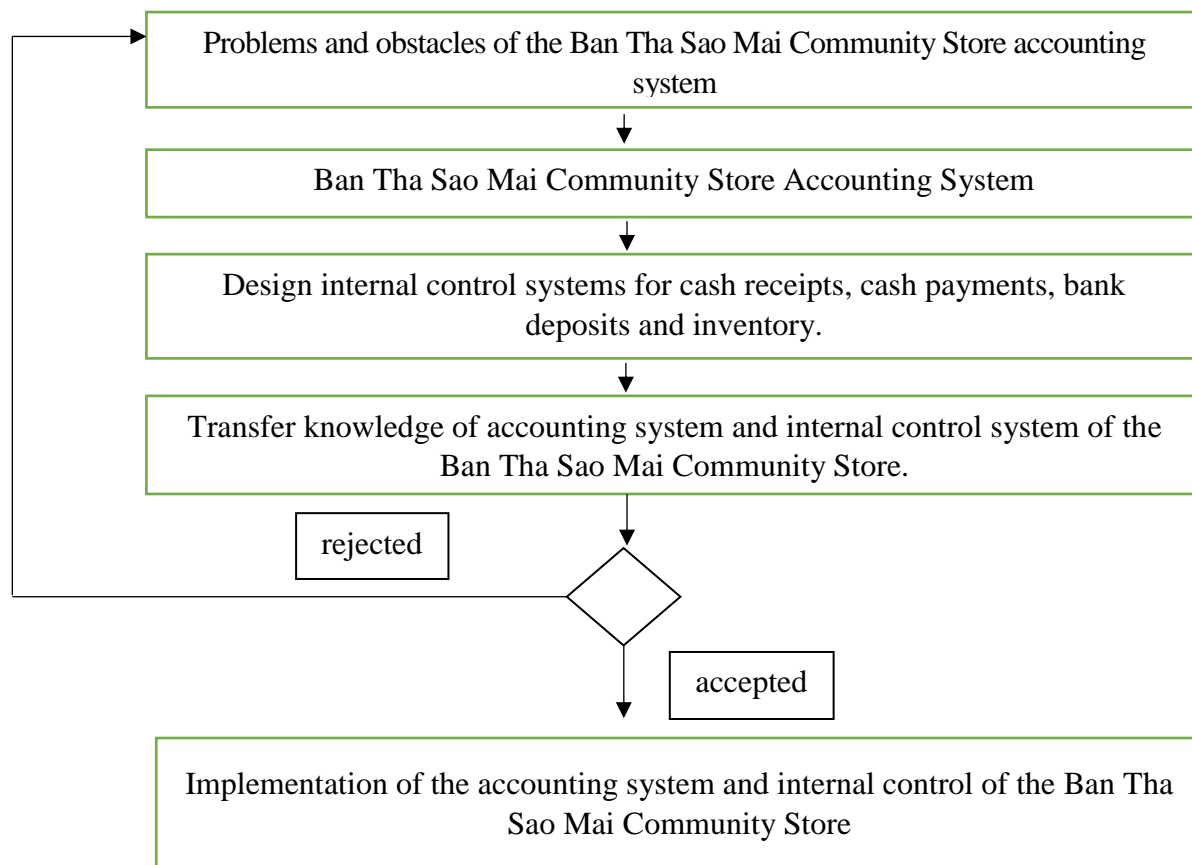 Problems and obstacles of the Ban Tha Sao Mai Community Store accounting
system
Ban Tha Sao Mai Community Store Accounting System
Design internal control systems for cash receipts, cash payments, bank
deposits and inventory.
Transfer knowledge of accounting system and internal control system of the
Ban Tha Sao Mai Community Store.
rejected
accepted
Implementation of the accounting system and internal control of the Ban Tha
Sao Mai Community Store